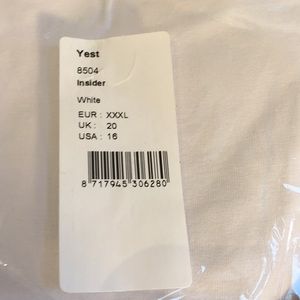 Yest
8504
Insider
White
EUR : XXXL
UK : 20
USA : 16
8 717945 306280